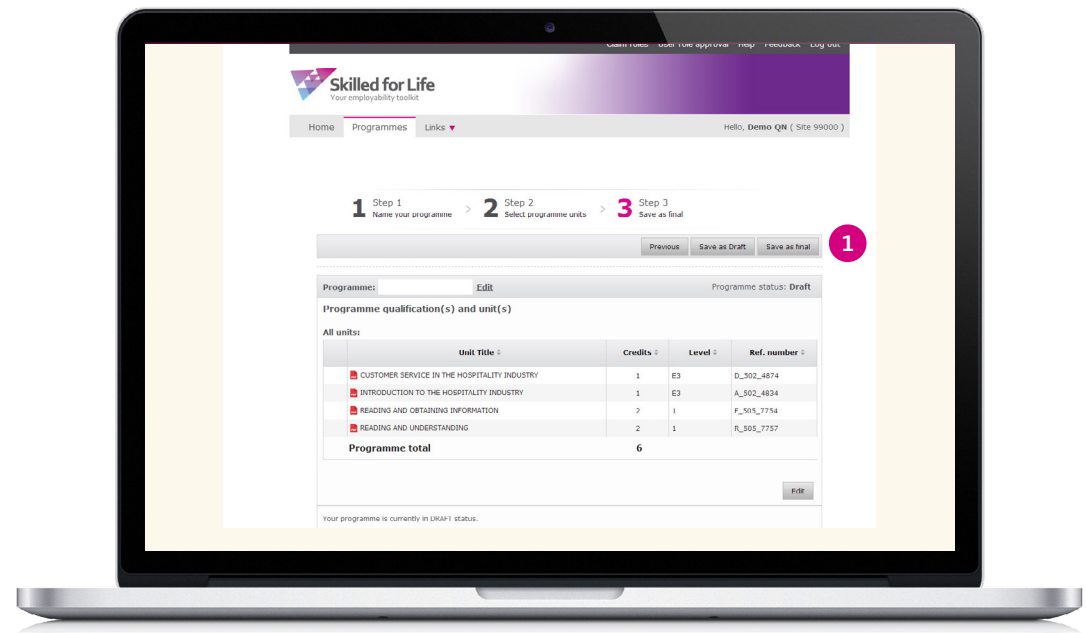 Claim roles User role approval Help Feedback Log out
Skilled for Life
Your employability toolkit
Home Programmes Links ▼ Hello, Demo QN ( Site 99000 )
1 Step 1 > 2 Step 2 > 3 Step 3
Name your programme Select programme units Save as final
Previous Save as Draft Save as final 1
Programme: Edit Programme status: Draft
Programme qualification(s) and unit(s)
All units:
Unit Title Credits Level Ref. number
CUSTOMER SERVICE IN THE HOSPITALITY INDUSTRY 1 E3 D_502_4874
INTRODUCTION TO THE HOSPITALITY INDUSTRY 1 E3 A_502_4834
READING AND OBTAINING INFORMATION 2 1 F_505_7754
READING AND UNDERSTANDING 2 1 R_505_7757
Programme total 6
Edit
Your programme is currently in DRAFT status.